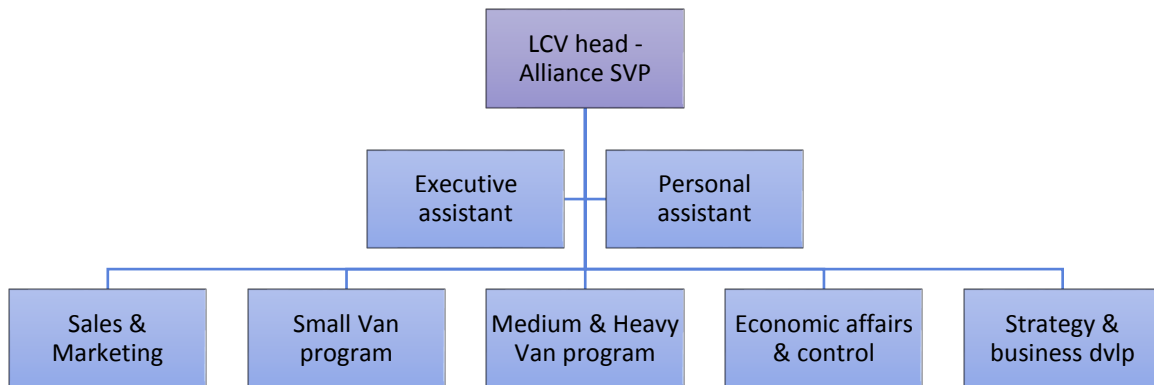 LCV head -
Alliance SVP
Executive
assistant
Personal
assistant
Sales &
Marketing
Small Van
program
Medium & Heavy
Van program
Economic affairs
& control
Strategy &
business dvlp